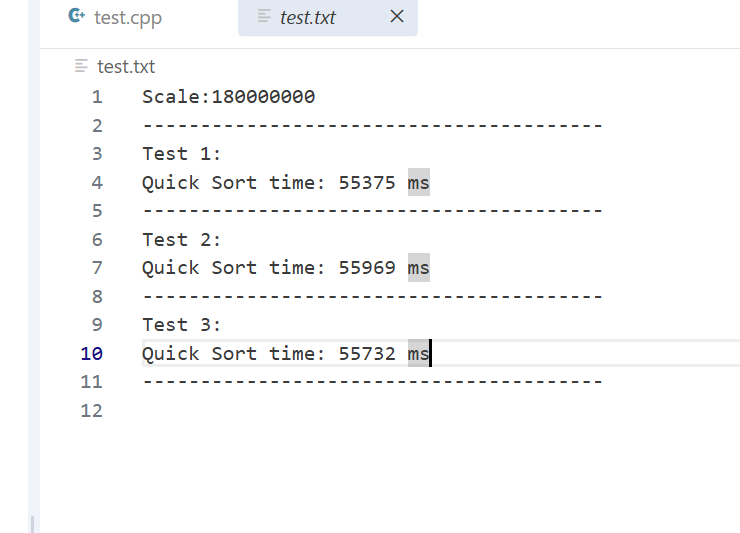 test.cpp
test.txt
test.txt
1 Scale:180000000
2 ----------------------------------------
3 Test 1:
4 Quick Sort time: 55375 ms
5 ----------------------------------------
6 Test 2:
7 Quick Sort time: 55969 ms
8 ----------------------------------------
9 Test 3:
10 Quick Sort time: 55732 ms
11 ----------------------------------------
12